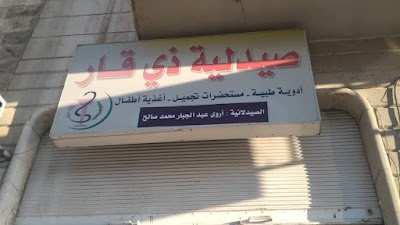 صيدلية ذي قار
أدوية طبية - مستحضرات تجميل - أغذية أطفال
الصيدلانية : أروى عبد الجبار محمد صالح